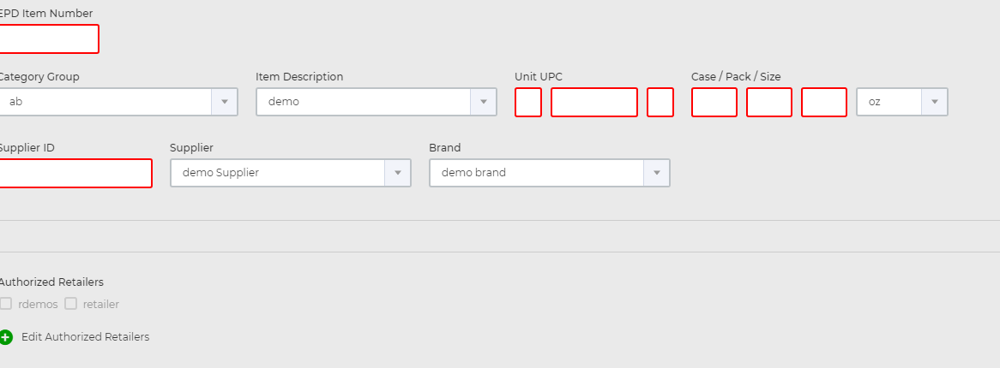 EPD Item Number
Category Group Item Description Unit UPC Case / Pack / Size
ab demo oz
Supplier ID Supplier Brand
demo Supplier demo brand
Authorized Retailers
rdemos retailer
Edit Authorized Retailers